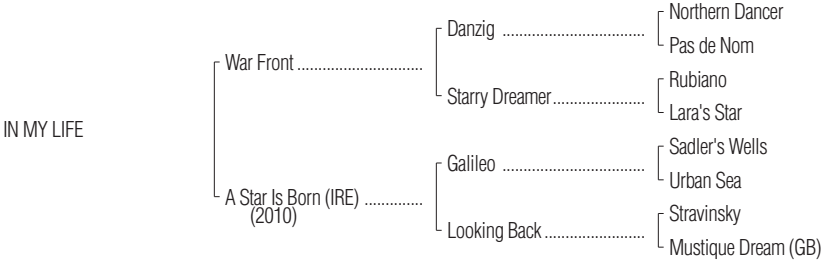 Northern Dancer
Danzig ..................................
Pas de Nom
War Front ..............................
Rubiano
Starry Dreamer......................
Lara's Star
IN MY LIFE
Sadler's Wells
Galileo ..................................
Urban Sea
A Star Is Born (IRE) ..............
(2010)
Stravinsky
Looking Back ........................
Mustique Dream (GB)